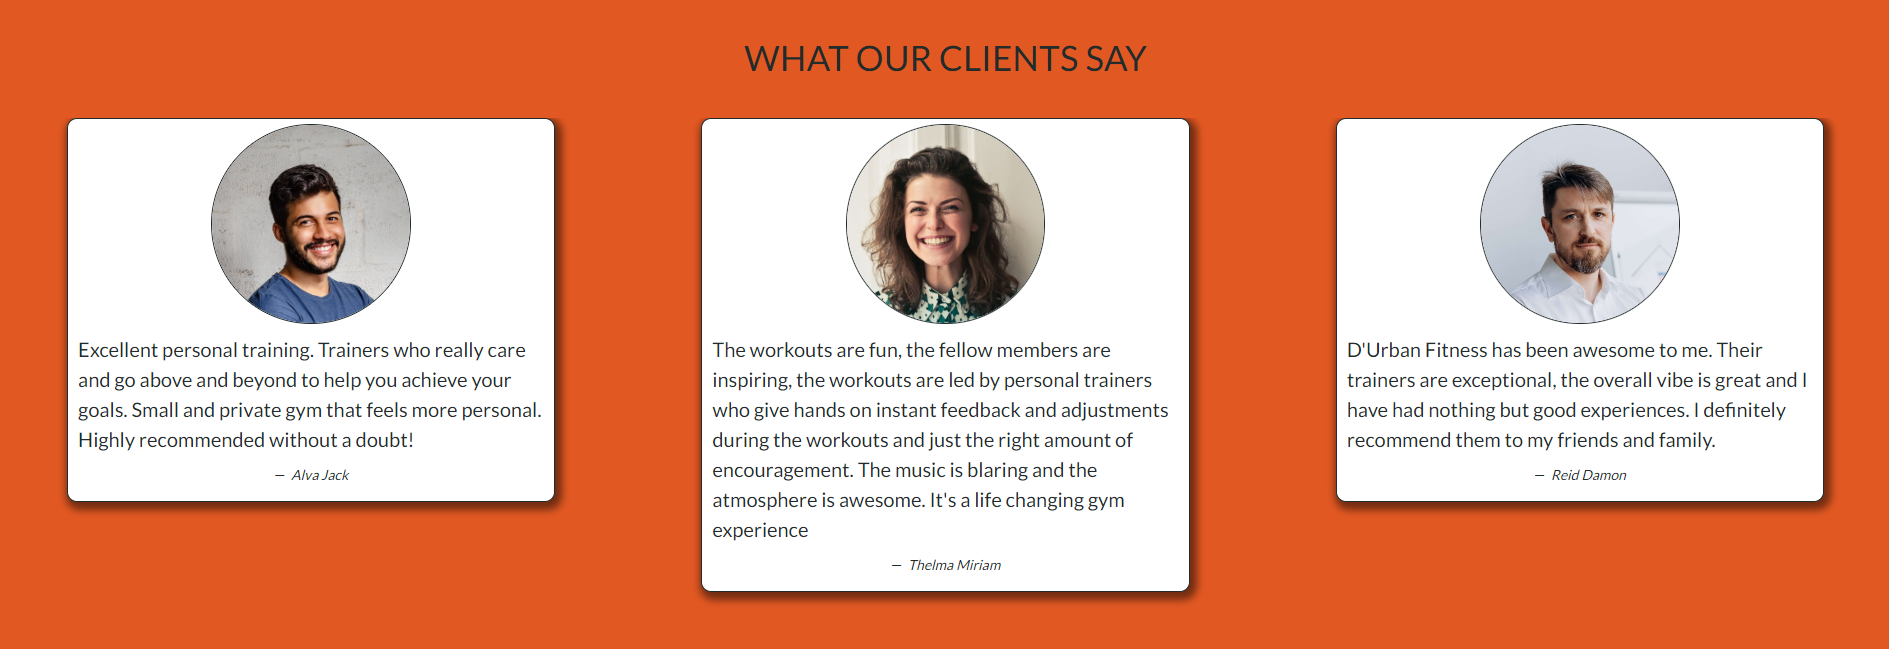 WHAT OUR CLIENTS SAY
Excellent personal training. Trainers who really care
and go above and beyond to help you achieve your
goals. Small and private gym that feels more personal.
Highly recommended without a doubt!
— Alva Jack
The workouts are fun, the fellow members are
inspiring, the workouts are led by personal trainers
who give hands on instant feedback and adjustments
during the workouts and just the right amount of
encouragement. The music is blaring and the
atmosphere is awesome. It's a life changing gym
experience
— Thelma Miriam
D'Urban Fitness has been awesome to me. Their
trainers are exceptional, the overall vibe is great and I
have had nothing but good experiences. I definitely
recommend them to my friends and family.
— Reid Damon